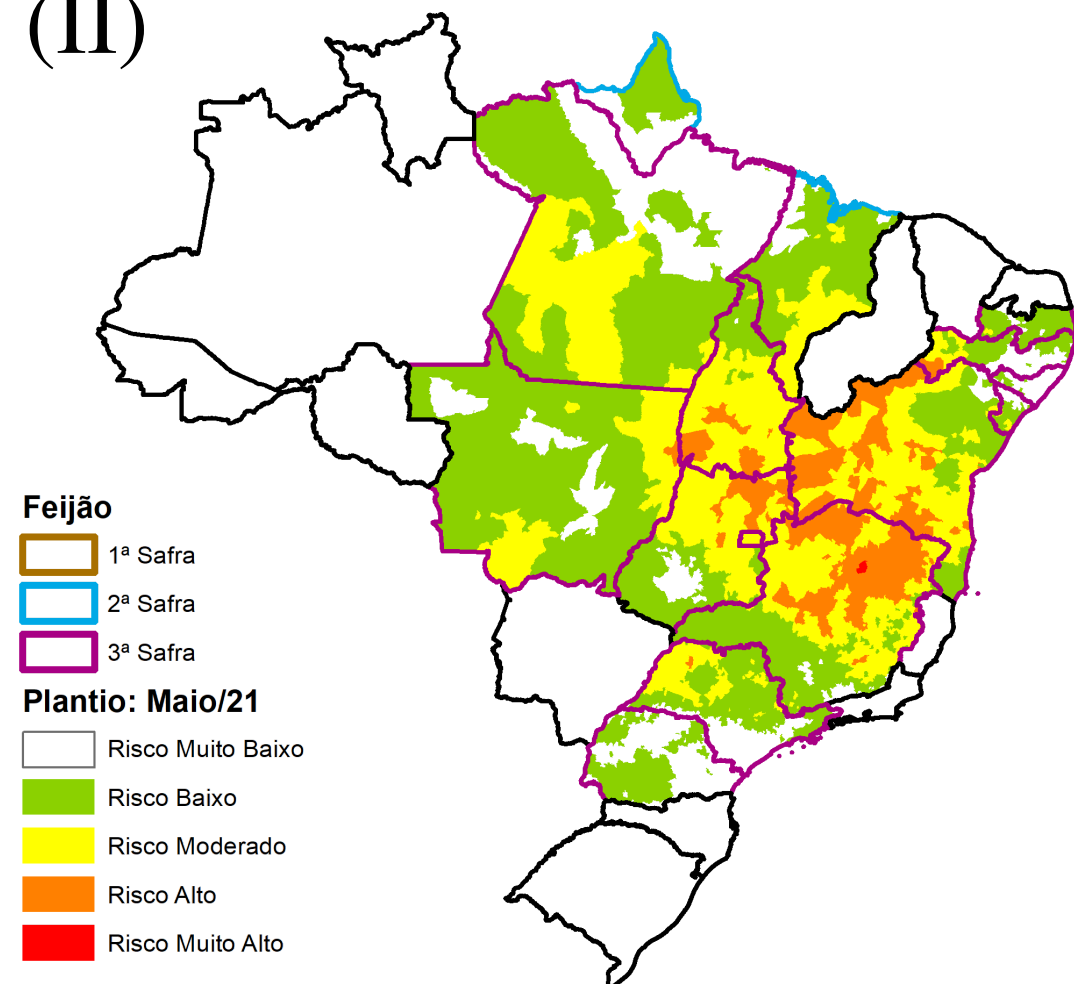 (II)
Feijão
1ª Safra
2ª Safra
3ª Safra
Plantio: Maio/21
Risco Muito Baixo
Risco Baixo
Risco Moderado
Risco Alto
Risco Muito Alto